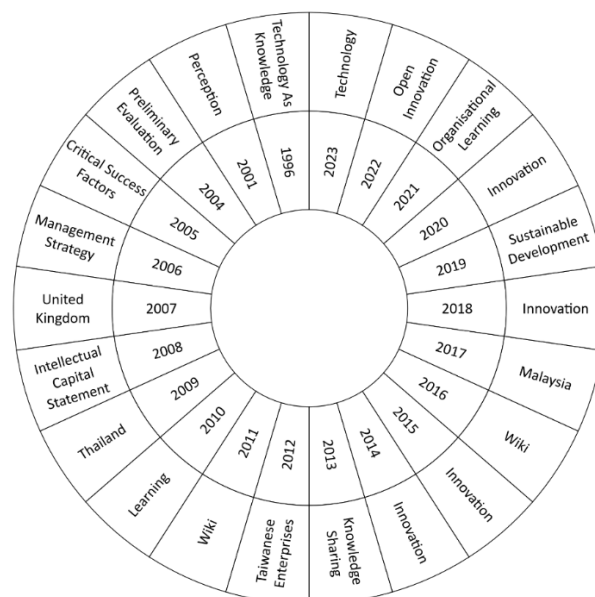 Technology
2023
Open
Innovation
2022
Organisational
Learning
2021
Innovation
2020
Sustainable
Development
2019
Innovation
2018
Malaysia
2017
Wiki
2016
Innovation
2015
Innovation
2014
Knowledge
Sharing
2013
Taiwanese
Enterprises
2012
Wiki
2011
Learning
2010
Thailand
2009
Intellectual
Capital
Statement
2008
United
Kingdom
2007
Management
Strategy
2006
Critical Success
Factors
2005
Preliminary
Evaluation
2004
Perception
2001
Technology As
Knowledge
1996